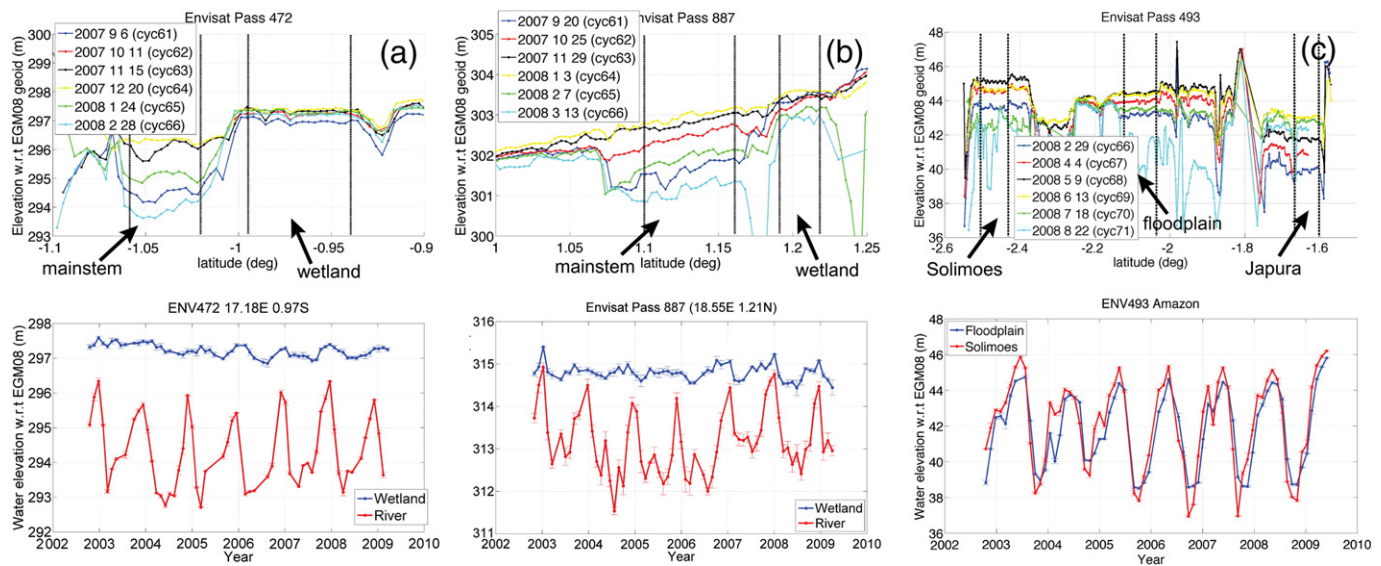 Envisat Pass 472
(a)
2007 9 6 (cyc61)
2007 10 11 (cyc62)
2007 11 15 (cyc63)
2007 12 20 (cyc64)
2008 1 24 (cyc65)
2008 2 28 (cyc66)
Elevation w.r.t EGM08 geoid (m)
300
299
298
297
296
295
294
293
-1.1
-1.05
-1
-0.95
-0.9
mainstem
latitude (deg)
wetland
Envisat Pass 887
(b)
2007 9 20 (cyc61)
2007 10 25 (cyc62)
2007 11 29 (cyc63)
2008 1 3 (cyc64)
2008 2 7 (cyc65)
2008 3 13 (cyc66)
Elevation w.r.t EGM08 geoid (m)
305
304
303
302
301
300
1
1.05
1.10
1.16
1.20
1.25
mainstem
latitude (deg)
wetland
Envisat Pass 493
(c)
Elevation w.r.t EGM08 geoid (m)
48
46
44
42
40
38
36
2008 2 29 (cyc66)
2008 4 4 (cyc67)
2008 5 9 (cyc68)
2008 6 13 (cyc69)
2008 7 18 (cyc70)
2008 8 22 (cyc71)
floodplain
-2.6
-2.4
-2.2
-2
-1.8
-1.6
Solimoes
latitude (deg)
Japura
ENV472 17.18E 0.97S
Water elevation w.r.t EGM08 (m)
298
297
296
295
294
293
292
Wetland
River
2002
2003
2004
2005
2006
2007
2008
2009
2010
Year
Envisat Pass 887 (18.55E 1.21N)
316
315
314
313
312
311
Wetland
River
2002
2003
2004
2005
2006
2007
2008
2009
2010
Year
ENV493 Amazon
Water elevation w.r.t EGM08 (m)
48
46
44
42
40
38
36
Floodplain
Solimoes
2002
2003
2004
2005
2006
2007
2008
2009
2010
Year